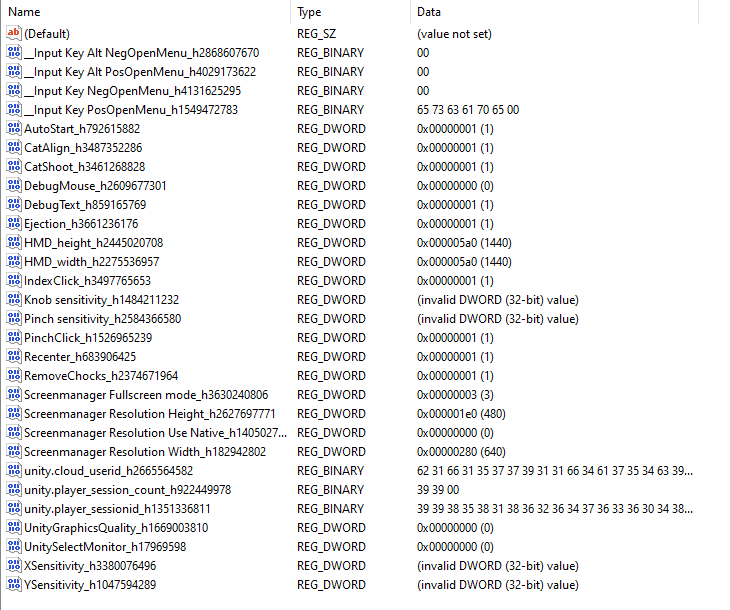 Name Type Data
(Default) REG_SZ (value not set)
__Input Key Alt NegOpenMenu_h2868607670 REG_BINARY 00
__Input Key Alt PosOpenMenu_h4029173622 REG_BINARY 00
__Input Key NegOpenMenu_h4131625295 REG_BINARY 00
__Input Key PosOpenMenu_h1549472783 REG_BINARY 65 73 63 61 70 65 00
AutoStart_h792615882 REG_DWORD 0x00000001 (1)
CatAlign_h3487352286 REG_DWORD 0x00000001 (1)
CatShoot_h3461268828 REG_DWORD 0x00000001 (1)
DebugMouse_h2609677301 REG_DWORD 0x00000000 (0)
DebugText_h859165769 REG_DWORD 0x00000001 (1)
Ejection_h3661236176 REG_DWORD 0x00000001 (1)
HMD_height_h2445020708 REG_DWORD 0x000005a0 (1440)
HMD_width_h2275536957 REG_DWORD 0x000005a0 (1440)
IndexClick_h3497765653 REG_DWORD 0x00000001 (1)
Knob sensitivity_h1484211232 REG_DWORD (invalid DWORD (32-bit) value)
Pinch sensitivity_h2584366580 REG_DWORD (invalid DWORD (32-bit) value)
PinchClick_h1526965239 REG_DWORD 0x00000001 (1)
Recenter_h683906425 REG_DWORD 0x00000001 (1)
RemoveChocks_h2374671964 REG_DWORD 0x00000001 (1)
Screenmanager Fullscreen mode_h3630240806 REG_DWORD 0x00000003 (3)
Screenmanager Resolution Height_h2627697771 REG_DWORD 0x000001e0 (480)
Screenmanager Resolution Use Native_h1405027... REG_DWORD 0x00000000 (0)
Screenmanager Resolution Width_h182942802 REG_DWORD 0x00000280 (640)
unity.cloud_userid_h2665564582 REG_BINARY 62 31 66 31 35 37 37 39 31 31 66 34 61 37 35 34 63 39...
unity.player_session_count_h922449978 REG_BINARY 39 39 00
unity.player_sessionid_h1351336811 REG_BINARY 39 39 38 35 38 31 38 36 32 36 34 37 36 33 36 30 34 38...
UnityGraphicsQuality_h1669003810 REG_DWORD 0x00000000 (0)
UnitySelectMonitor_h17969598 REG_DWORD 0x00000000 (0)
XSensitivity_h3380076496 REG_DWORD (invalid DWORD (32-bit) value)
YSensitivity_h1047594289 REG_DWORD (invalid DWORD (32-bit) value)